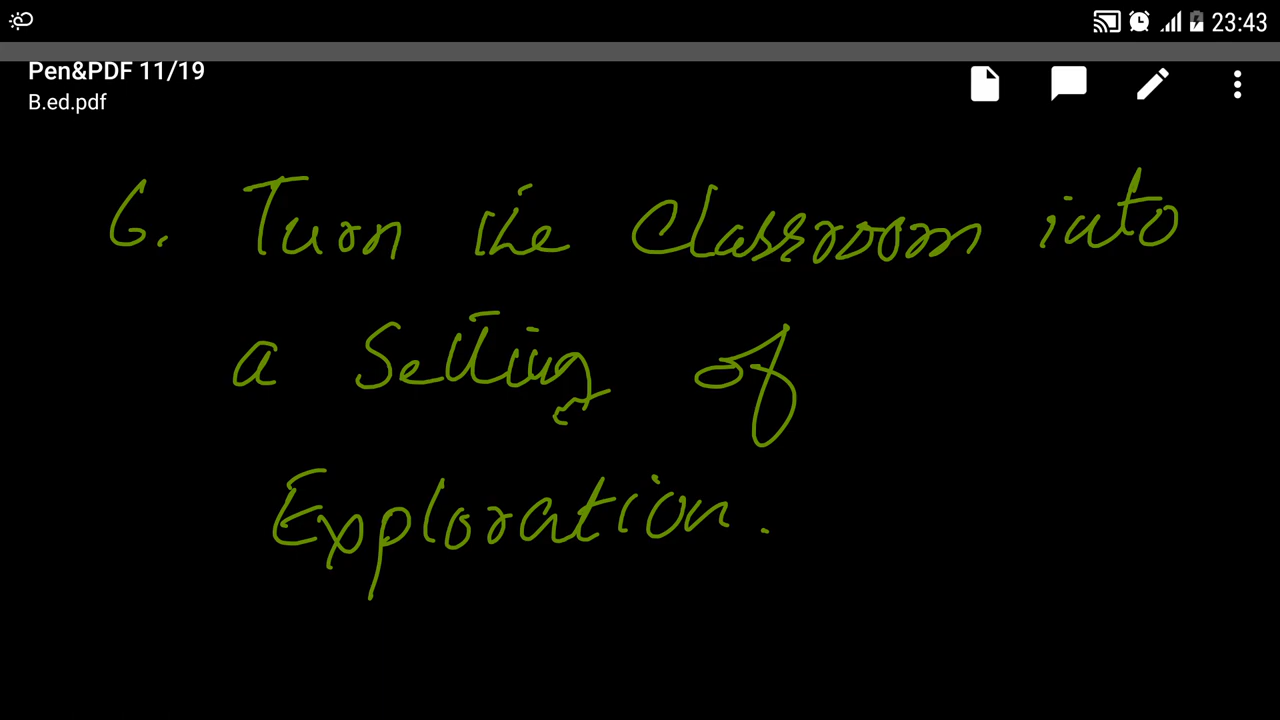 23:43
Pen&PDF 11/19
B.ed.pdf
6. Turn the Classroom into
a Setting of
Exploration.